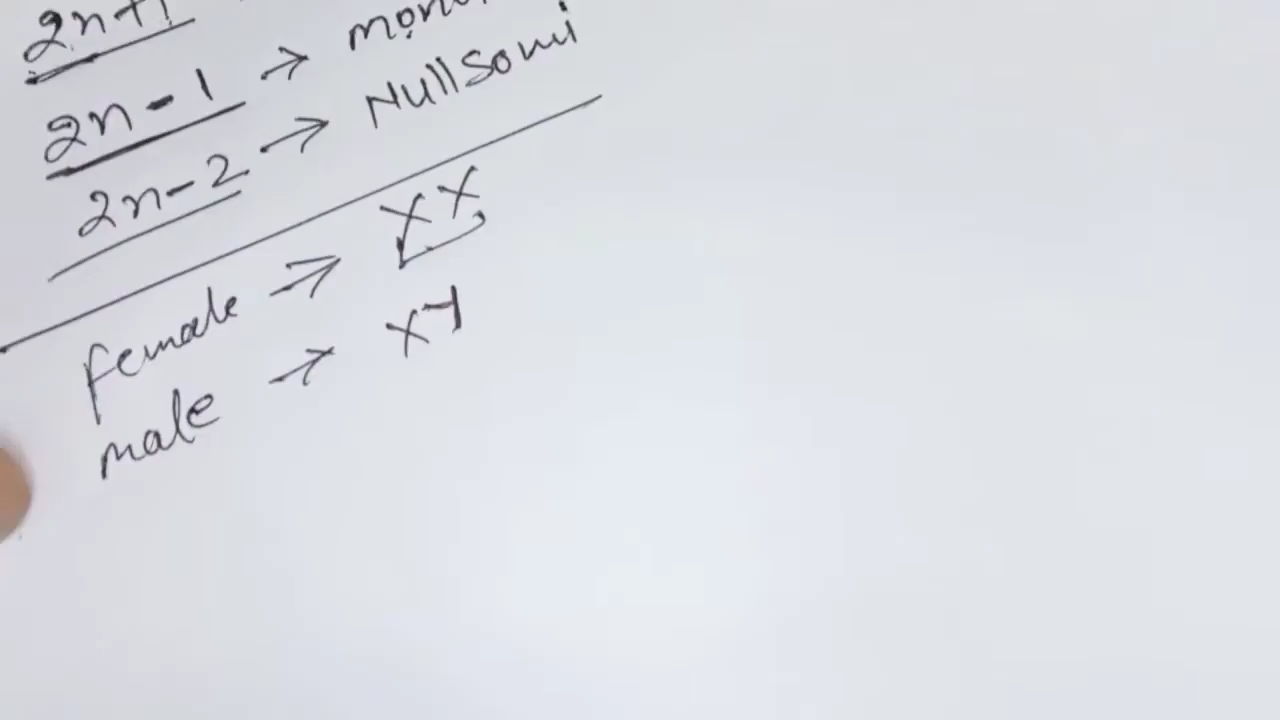 2n+1
2n-1 → mono
2n-2 → Nullsomi
female → XX
male → XY